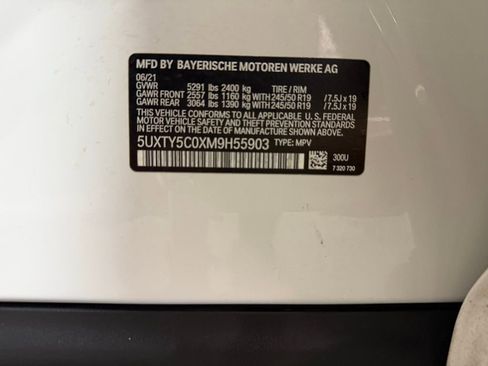 MFD BY BAYERISCHE MOTOREN WERKE AG
06/21
GVWR 5291 lbs 2400 kg TIRE / RIM
GAWR FRONT 2557 lbs 1160 kg WITH 245/50 R19 /7.5J x 19
GAWR REAR 3064 lbs 1390 kg WITH 245/50 R19 /7.5J x 19
THIS VEHICLE CONFORMS TO ALL APPLICABLE U. S. FEDERAL
MOTOR VEHICLE SAFETY AND THEFT PREVENTION STANDARDS
IN EFFECT ON THE DATE OF MANUFACTURE SHOWN ABOVE.
5UXTY5C0XM9H55903 TYPE: MPV
300U
7 320 730